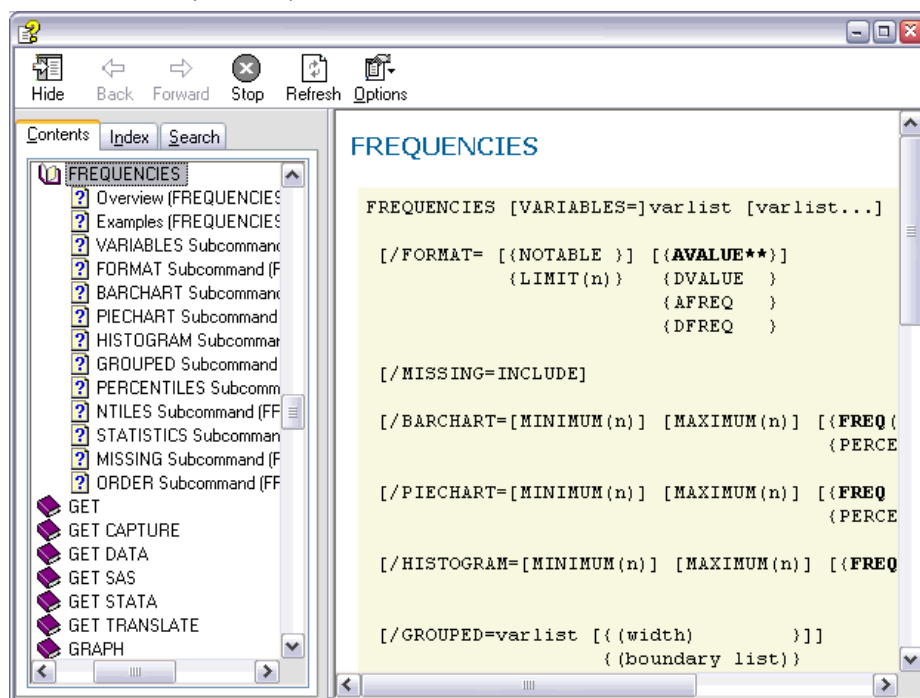 Hide Back Forward Stop Refresh Options
Contents Index Search
FREQUENCIES
Overview (FREQUENCIES
Examples (FREQUENCIES
VARIABLES Subcommand
FORMAT Subcommand (F
BARCHART Subcommand
PIECHART Subcommand
HISTOGRAM Subcommar
GROUPED Subcommand
PERCENTILES Subcomm
NTILES Subcommand (FF
STATISTICS Subcomman
MISSING Subcommand (F
ORDER Subcommand (FF
GET
GET CAPTURE
GET DATA
GET SAS
GET STATA
GET TRANSLATE
GRAPH
FREQUENCIES
FREQUENCIES [VARIABLES=]varlist [varlist...]
[/FORMAT= [{NOTABLE }] [{AVALUE**}]
{LIMIT(n)} {DVALUE }
{AFREQ }
{DFREQ }
[/MISSING=INCLUDE]
[/BARCHART=[MINIMUM(n)] [MAXIMUM(n)] [{FREQ(
{PERCE
[/PIECHART=[MINIMUM(n)] [MAXIMUM(n)] [{FREQ
{PERCE
[/HISTOGRAM=[MINIMUM(n)] [MAXIMUM(n)] [{FREQ
[/GROUPED=varlist [{(width) }]]
{(boundary list)}